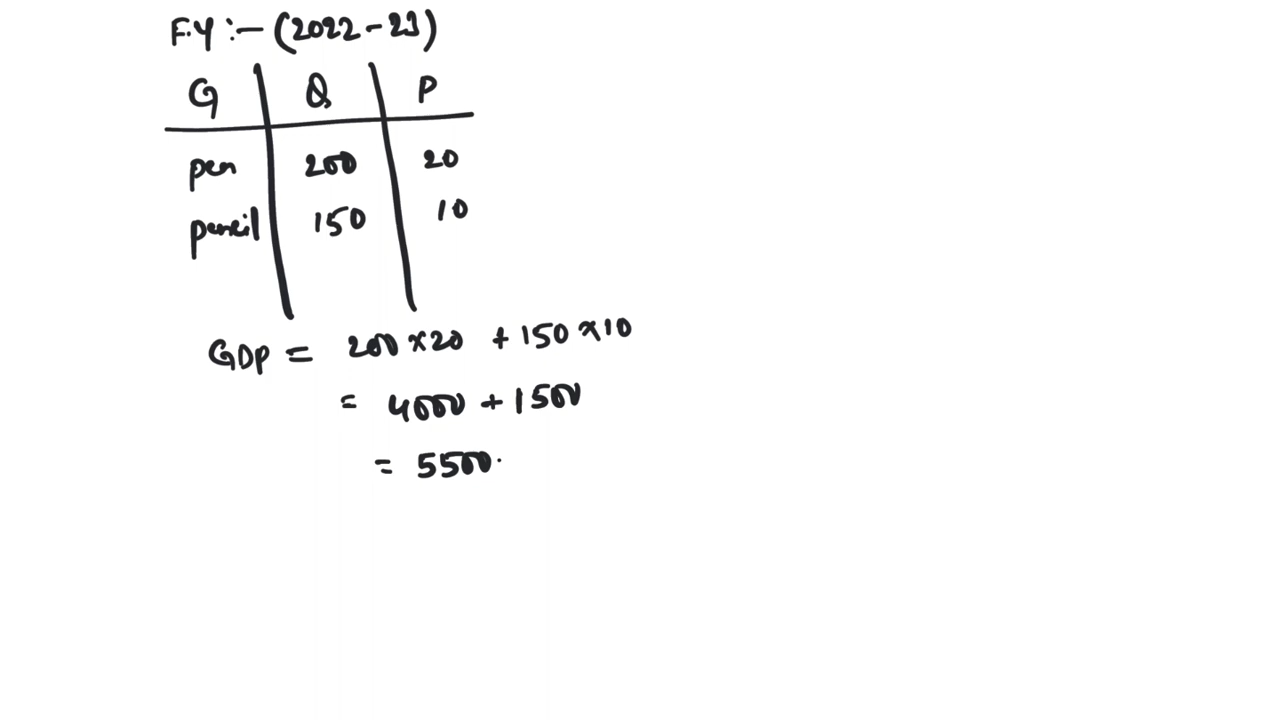 F.Y :- (2022-23)
G Q P
pen 200 20
pencil 150 10
GDP = 200 × 20 + 150 × 10
= 4000 + 1500
= 5500.